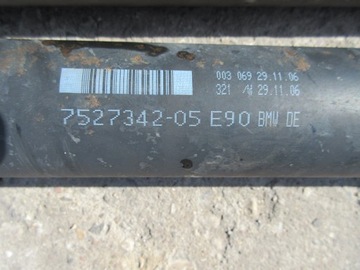 003 069 29.11.06
321 /W 29.11.06
7527342-05 E90 BMW DE